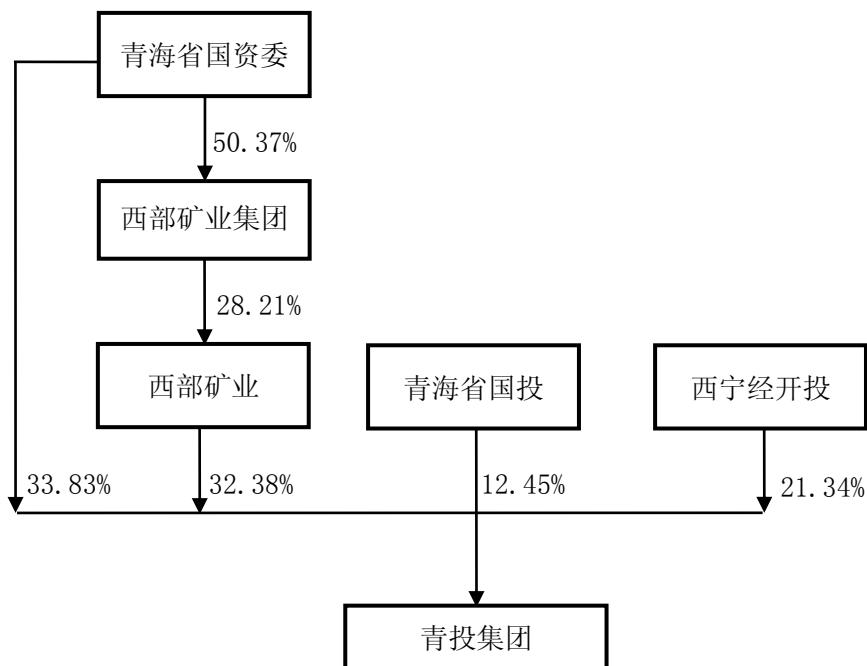 青海省国资委
50.37%
西部矿业集团
28.21%
西部矿业
青海省国投
西宁经开投
33.83%
32.38%
12.45%
21.34%
青投集团